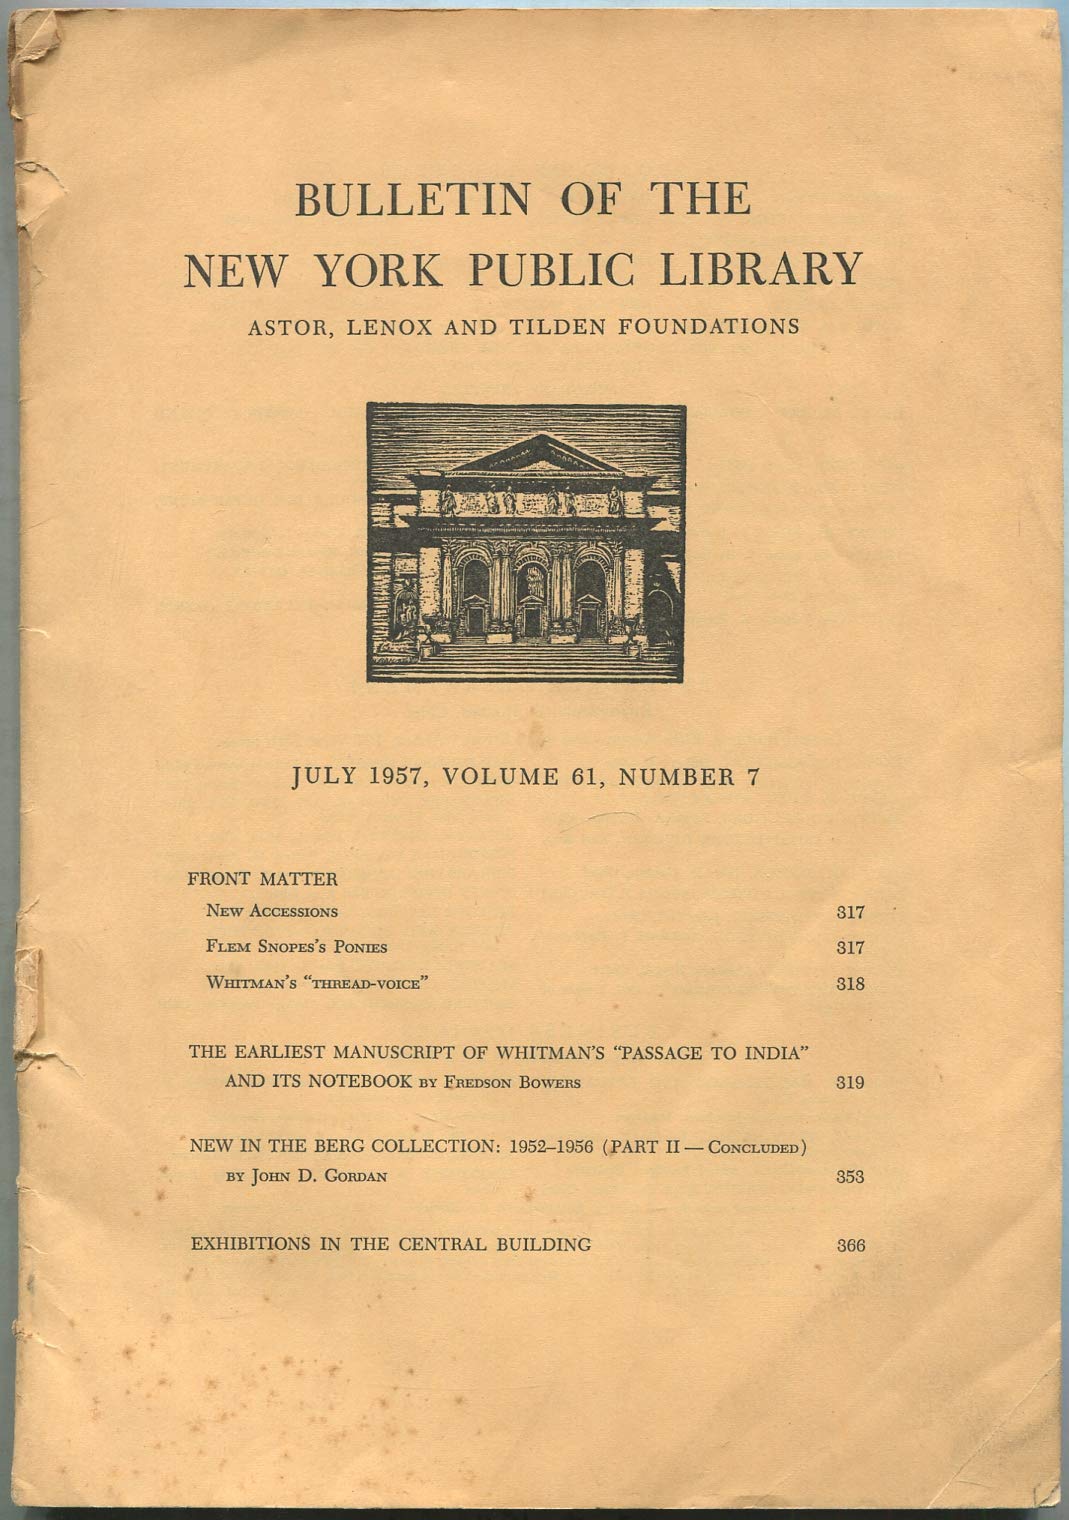 BULLETIN OF THE
NEW YORK PUBLIC LIBRARY
ASTOR, LENOX AND TILDEN FOUNDATIONS
JULY 1957, VOLUME 61, NUMBER 7
FRONT MATTER
NEW ACCESSIONS 317
FLEM SNOPES'S PONIES 317
WHITMAN'S “THREAD-VOICE” 318
THE EARLIEST MANUSCRIPT OF WHITMAN'S “PASSAGE TO INDIA”
AND ITS NOTEBOOK BY FREDSON BOWERS 319
NEW IN THE BERG COLLECTION: 1952–1956 (PART II — CONCLUDED)
BY JOHN D. GORDAN 353
EXHIBITIONS IN THE CENTRAL BUILDING 366